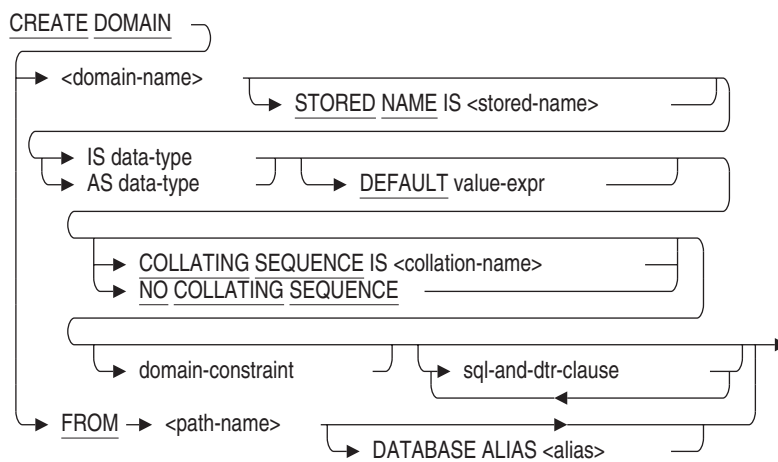 CREATE DOMAIN
<domain-name>
STORED NAME IS <stored-name>
IS data-type
AS data-type
DEFAULT value-expr
COLLATING SEQUENCE IS <collation-name>
NO COLLATING SEQUENCE
domain-constraint
sql-and-dtr-clause
FROM <path-name>
DATABASE ALIAS <alias>